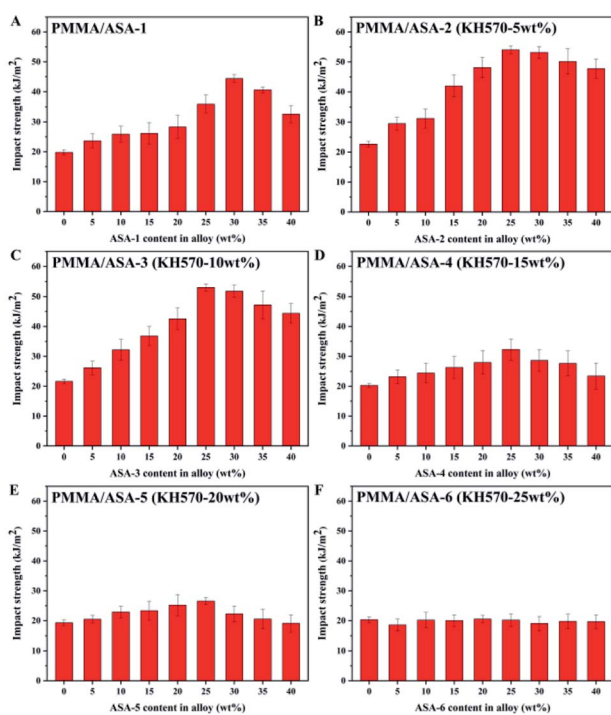 A
PMMA/ASA-1
Impact strength (kJ/m²)
60
50
40
30
20
10
0
0 5 10 15 20 25 30 35 40
ASA-1 content in alloy (wt%)
B
PMMA/ASA-2 (KH570-5wt%)
Impact strength (kJ/m²)
60
50
40
30
20
10
0
0 5 10 15 20 25 30 35 40
ASA-2 content in alloy (wt%)
C
PMMA/ASA-3 (KH570-10wt%)
Impact strength (kJ/m²)
60
50
40
30
20
10
0
0 5 10 15 20 25 30 35 40
ASA-3 content in alloy (wt%)
D
PMMA/ASA-4 (KH570-15wt%)
Impact strength (kJ/m²)
60
50
40
30
20
10
0
0 5 10 15 20 25 30 35 40
ASA-4 content in alloy (wt%)
E
PMMA/ASA-5 (KH570-20wt%)
Impact strength (kJ/m²)
60
50
40
30
20
10
0
0 5 10 15 20 25 30 35 40
ASA-5 content in alloy (wt%)
F
PMMA/ASA-6 (KH570-25wt%)
Impact strength (kJ/m²)
60
50
40
30
20
10
0
0 5 10 15 20 25 30 35 40
ASA-6 content in alloy (wt%)